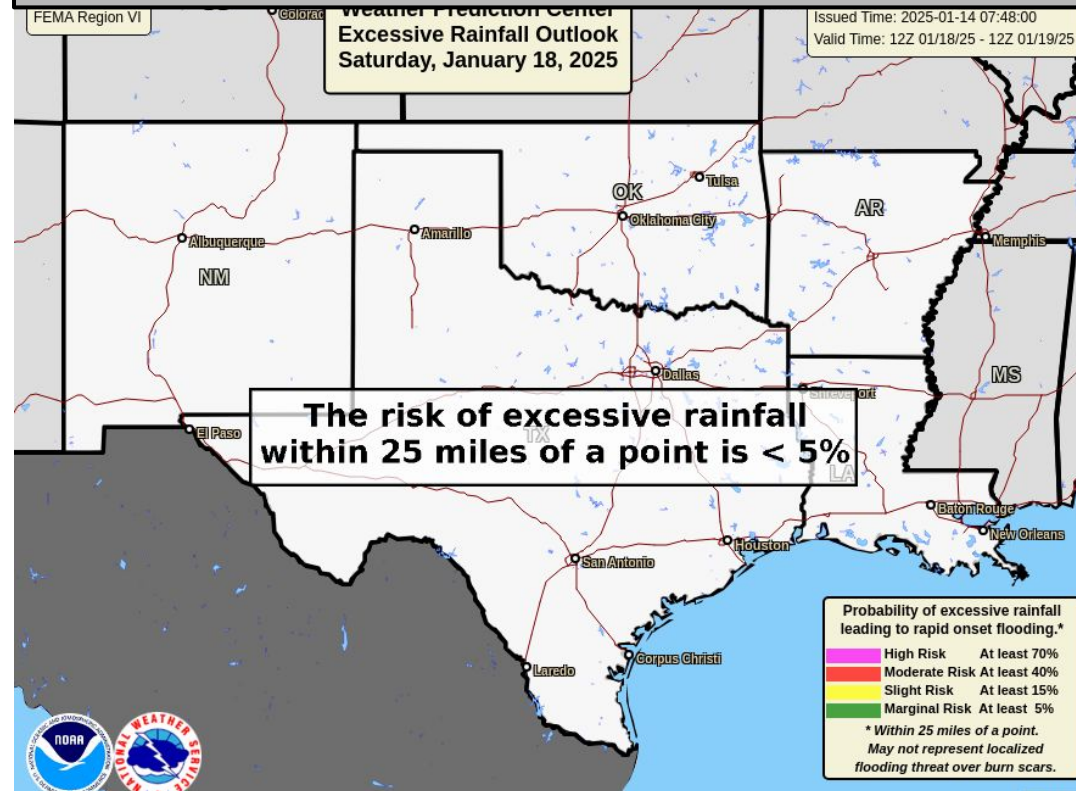 FEMA Region VI
Weather Prediction Center
Excessive Rainfall Outlook
Saturday, January 18, 2025
Issued Time: 2025-01-14 07:48:00
Valid Time: 12Z 01/18/25 - 12Z 01/19/25
Colorad
OK
Tulsa
Oklahoma City
AR
Albuquerque
Amarillo
Memphis
NM
Dallas
MS
Shreveport
The risk of excessive rainfall
within 25 miles of a point is < 5%
El Paso
TX
LA
Baton Rouge
New Orleans
Houston
San Antonio
Laredo
Corpus Christi
Probability of excessive rainfall
leading to rapid onset flooding.*
High Risk At least 70%
Moderate Risk At least 40%
Slight Risk At least 15%
Marginal Risk At least 5%
* Within 25 miles of a point.
May not represent localized
flooding threat over burn scars.
NOAA
NATIONAL WEATHER SERVICE